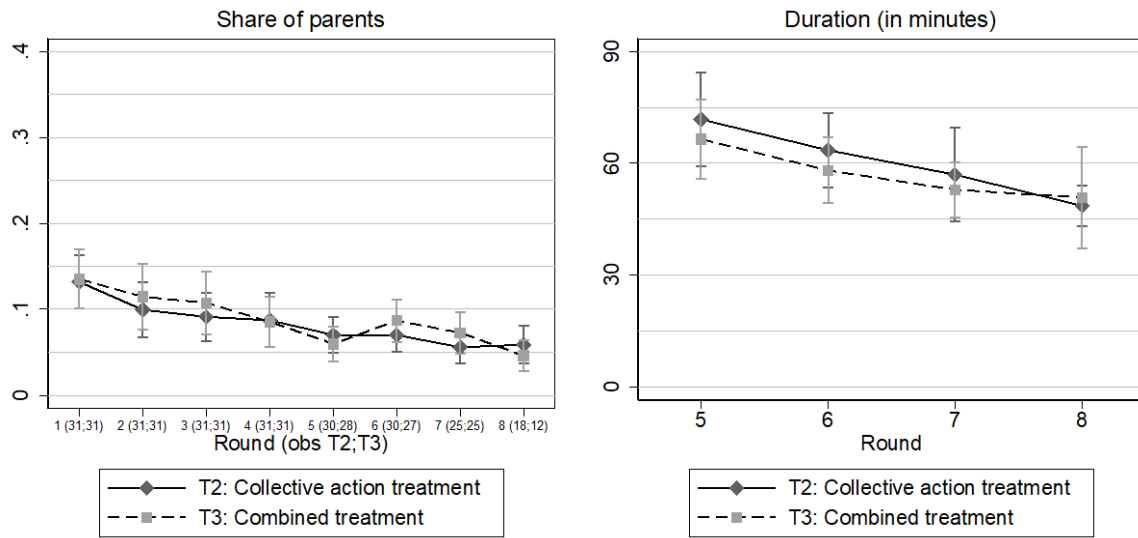 Share of parents
.4
.3
.2
.1
0
1 (31;31) 2 (31;31) 3 (31;31) 4 (31;31) 5 (30;28) 6 (30;27) 7 (25;25) 8 (18;12)
Round (obs T2;T3)
T2: Collective action treatment
T3: Combined treatment
Duration (in minutes)
90
60
30
0
5 6 7 8
Round
T2: Collective action treatment
T3: Combined treatment